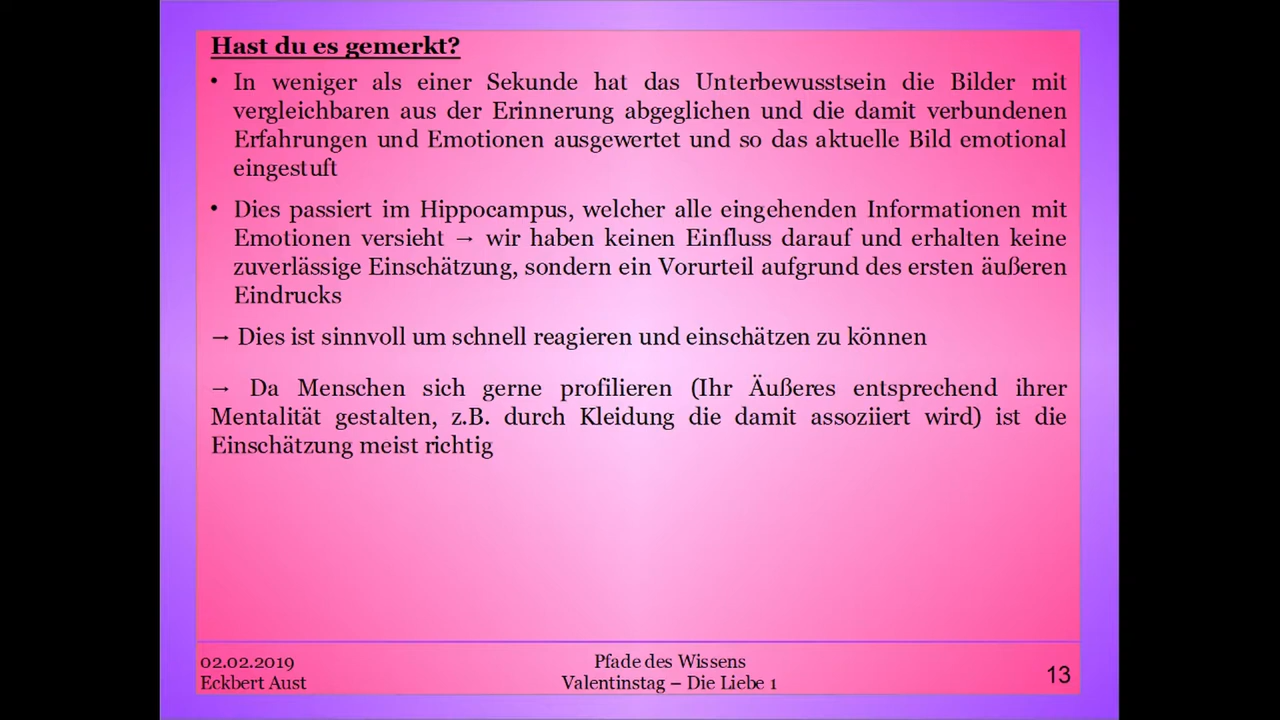 Hast du es gemerkt?
• In weniger als einer Sekunde hat das Unterbewusstsein die Bilder mit
vergleichbaren aus der Erinnerung abgeglichen und die damit verbundenen
Erfahrungen und Emotionen ausgewertet und so das aktuelle Bild emotional
eingestuft
• Dies passiert im Hippocampus, welcher alle eingehenden Informationen mit
Emotionen versieht → wir haben keinen Einfluss darauf und erhalten keine
zuverlässige Einschätzung, sondern ein Vorurteil aufgrund des ersten äußeren
Eindrucks
→ Dies ist sinnvoll um schnell reagieren und einschätzen zu können
→ Da Menschen sich gerne profilieren (Ihr Äußeres entsprechend ihrer
Mentalität gestalten, z.B. durch Kleidung die damit assoziiert wird) ist die
Einschätzung meist richtig
02.02.2019
Eckbert Aust
Pfade des Wissens
Valentinstag – Die Liebe 1
13